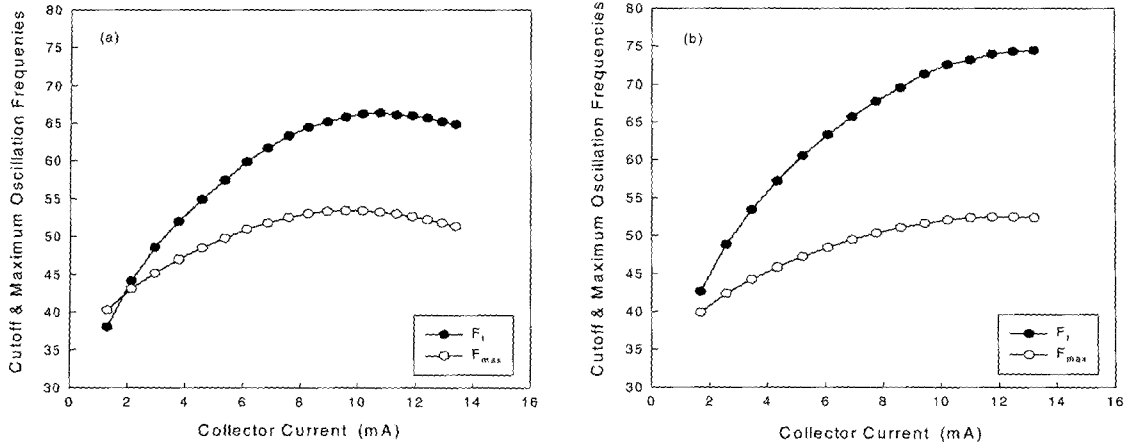 (a)
Cutoff & Maximum Oscillation Frequenies
80
75
70
65
60
55
50
45
40
35
30
0 2 4 6 8 10 12 14 16
Collector Current (mA)
F_t
F_max
(b)
Cutoff & Maximum Oscillation Frequencies
80
75
70
65
60
55
50
45
40
35
30
0 2 4 6 8 10 12 14 16
Collector Current (mA)
F_t
F_max